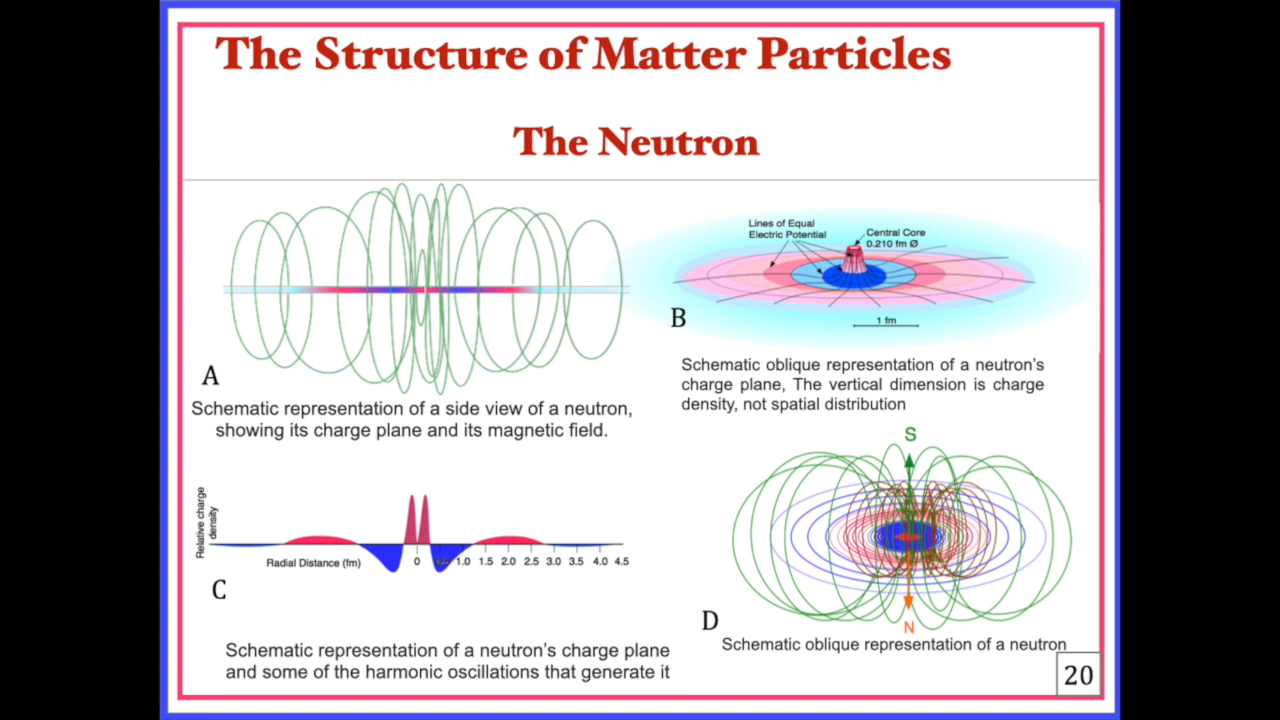 The Structure of Matter Particles
The Neutron
A
Schematic representation of a side view of a neutron,
showing its charge plane and its magnetic field.
Lines of Equal
Electric Potential
Central Core
0.210 fm Ø
1 fm
B
Schematic oblique representation of a neutron's
charge plane, The vertical dimension is charge
density, not spatial distribution
Relative charge
density
Radial Distance (fm)
0 1.0 1.5 2.0 2.5 3.0 3.5 4.0 4.5
C
Schematic representation of a neutron's charge plane
and some of the harmonic oscillations that generate it
S
N
D
Schematic oblique representation of a neutron
20